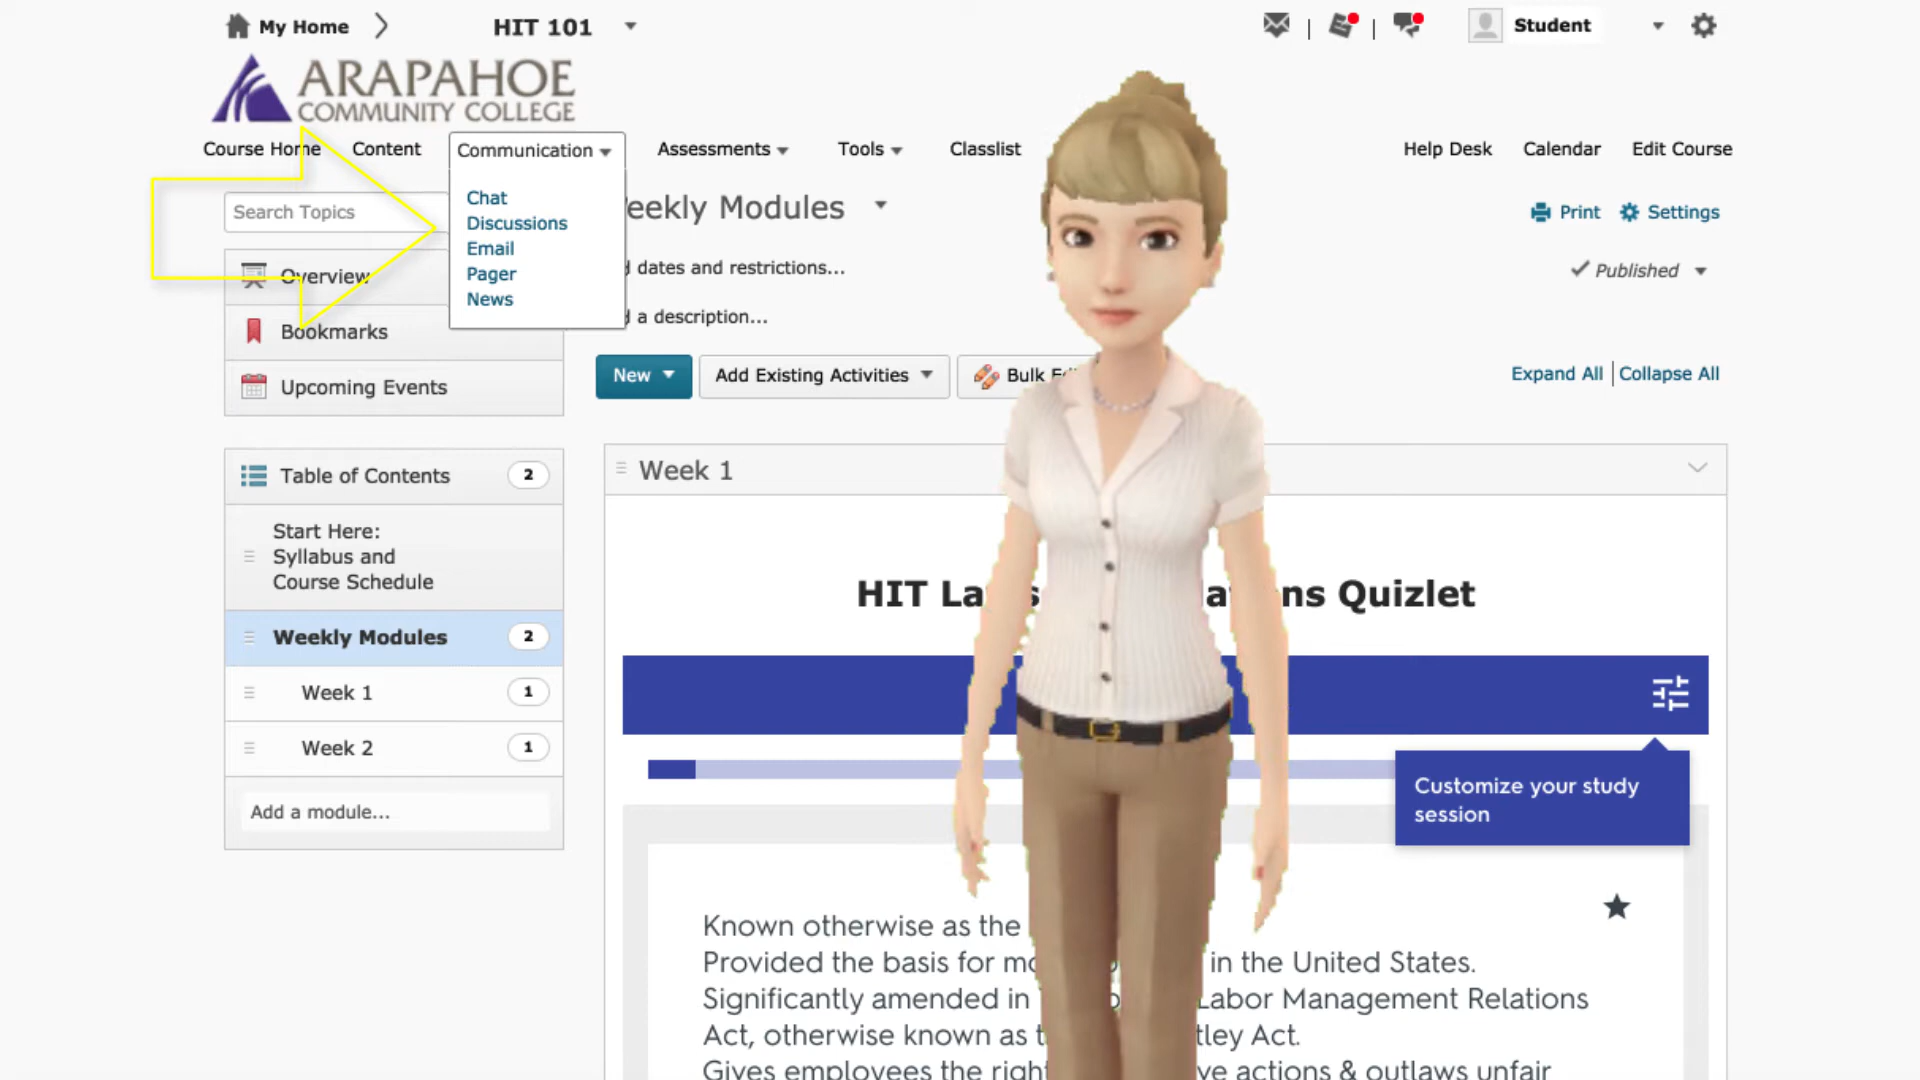 My Home
HIT 101
Student
ARAPAHOE
COMMUNITY COLLEGE
Course Home
Content
Communication
Assessments
Tools
Classlist
Help Desk
Calendar
Edit Course
Chat
Discussions
Email
Pager
News
Search Topics
eekly Modules
Print
Settings
dates and restrictions...
Published
a description...
Overview
Bookmarks
Upcoming Events
New
Add Existing Activities
Bulk
Expand All
Collapse All
Table of Contents 2
Start Here:
Syllabus and
Course Schedule
Weekly Modules 2
Week 1 1
Week 2 1
Add a module...
Week 1
HIT Quizlet
Customize your study
session
Known otherwise as the
Provided the basis for in the United States.
Significantly amended in Labor Management Relations
Act, otherwise known as Act.
Gives employees the right actions & outlaws unfair